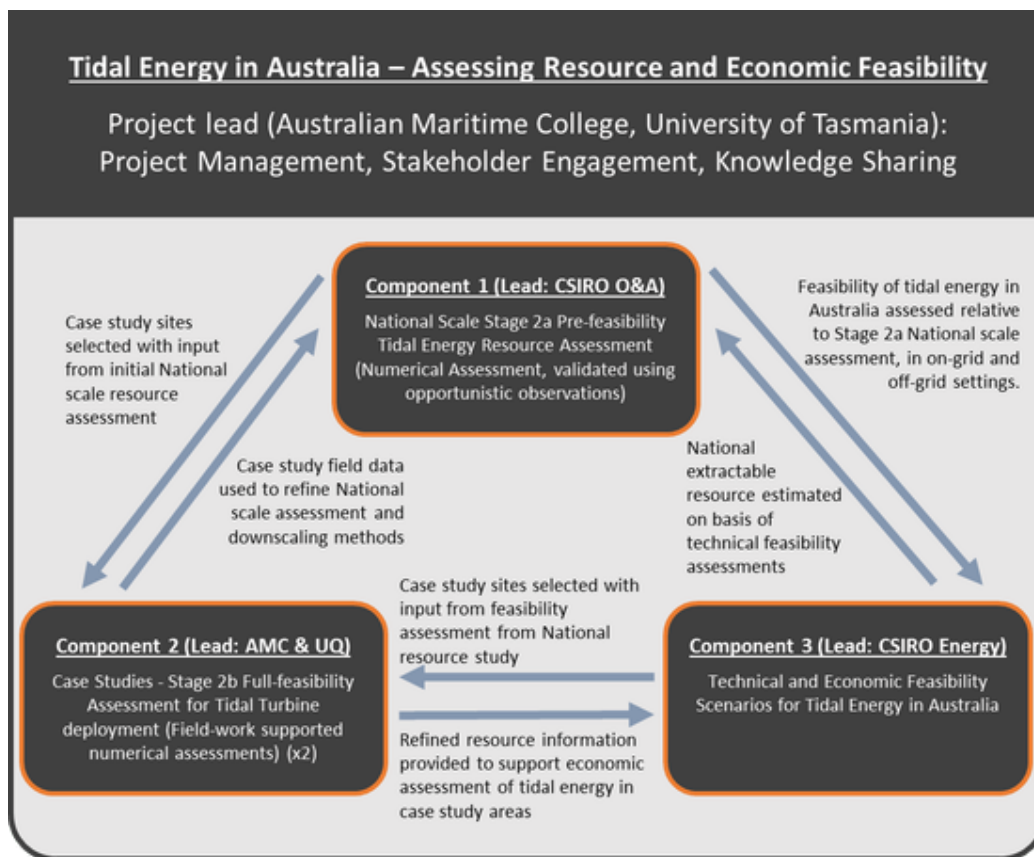 Tidal Energy in Australia – Assessing Resource and Economic Feasibility
Project lead (Australian Maritime College, University of Tasmania):
Project Management, Stakeholder Engagement, Knowledge Sharing
Component 1 (Lead: CSIRO O&A)
National Scale Stage 2a Pre-feasibility
Tidal Energy Resource Assessment
(Numerical Assessment, validated using
opportunistic observations)
Case study sites
selected with input
from initial National
scale resource
assessment
Feasibility of tidal energy in
Australia assessed relative
to Stage 2a National scale
assessment, in on-grid and
off-grid settings.
Case study field data
used to refine National
scale assessment and
downscaling methods
National
extractable
resource estimated
on basis of
technical feasibility
assessments
Case study sites selected with
input from feasibility
assessment from National
resource study
Component 2 (Lead: AMC & UQ)
Case Studies - Stage 2b Full-feasibility
Assessment for Tidal Turbine
deployment (Field-work supported
numerical assessments) (x2)
Component 3 (Lead: CSIRO Energy)
Technical and Economic Feasibility
Scenarios for Tidal Energy in Australia
Refined resource information
provided to support economic
assessment of tidal energy in
case study areas